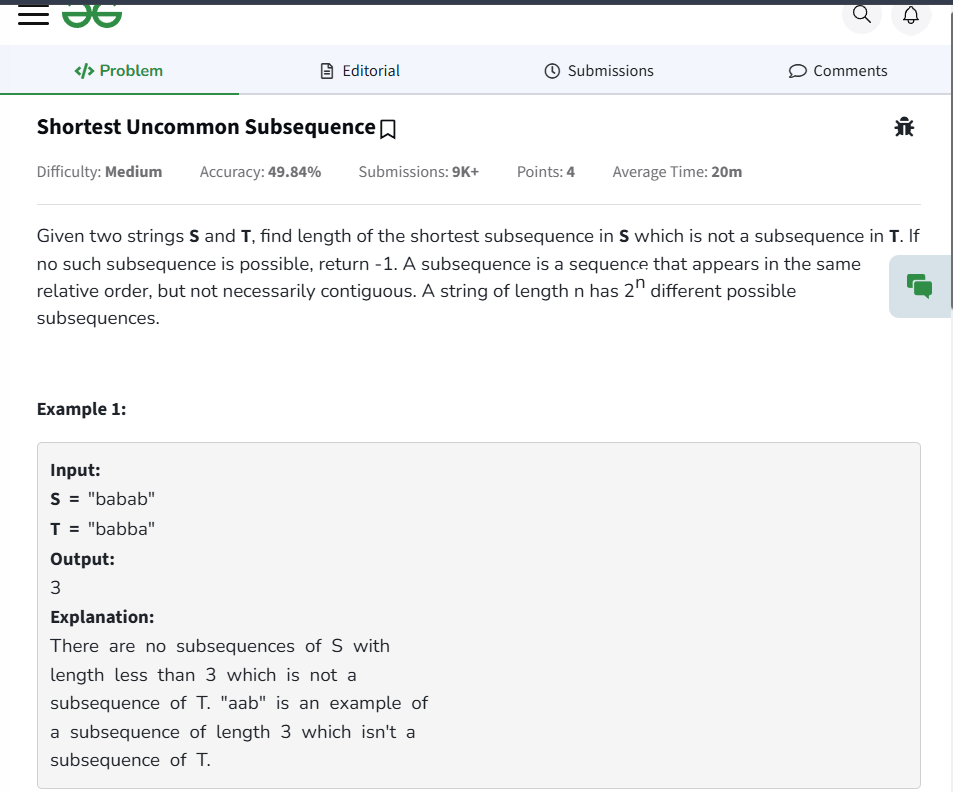 </> Problem
Editorial
Submissions
Comments
Shortest Uncommon Subsequence
Difficulty: Medium Accuracy: 49.84% Submissions: 9K+ Points: 4 Average Time: 20m
Given two strings S and T, find length of the shortest subsequence in S which is not a subsequence in T. If
no such subsequence is possible, return -1. A subsequence is a sequence that appears in the same
relative order, but not necessarily contiguous. A string of length n has 2ⁿ different possible
subsequences.
Example 1:
Input:
S = "babab"
T = "babba"
Output:
3
Explanation:
There are no subsequences of S with
length less than 3 which is not a
subsequence of T. "aab" is an example of
a subsequence of length 3 which isn't a
subsequence of T.